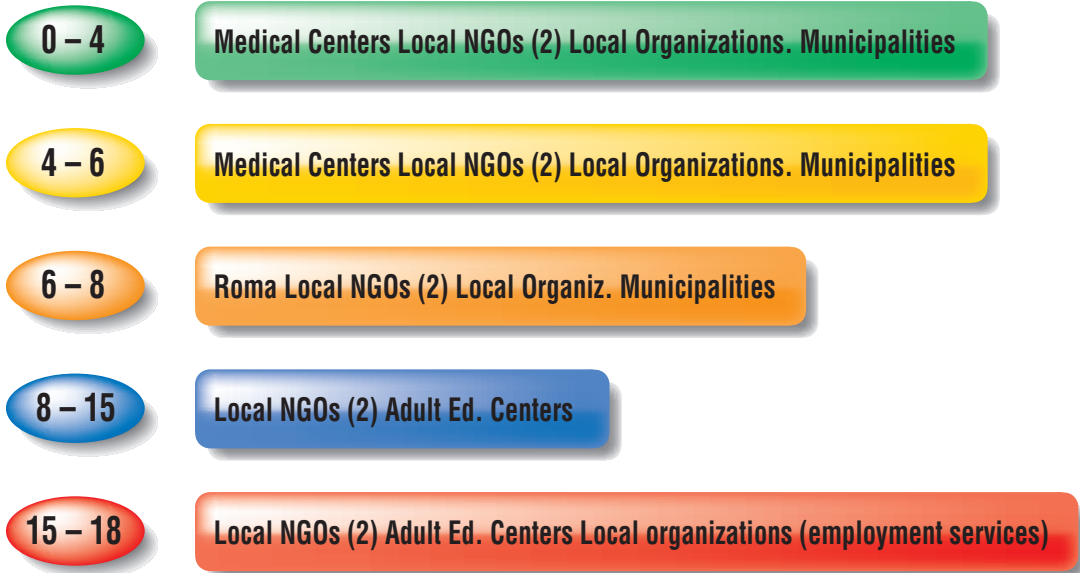 0 – 4
Medical Centers Local NGOs (2) Local Organizations. Municipalities
4 – 6
Medical Centers Local NGOs (2) Local Organizations. Municipalities
6 – 8
Roma Local NGOs (2) Local Organiz. Municipalities
8 – 15
Local NGOs (2) Adult Ed. Centers
15 – 18
Local NGOs (2) Adult Ed. Centers Local organizations (employment services)